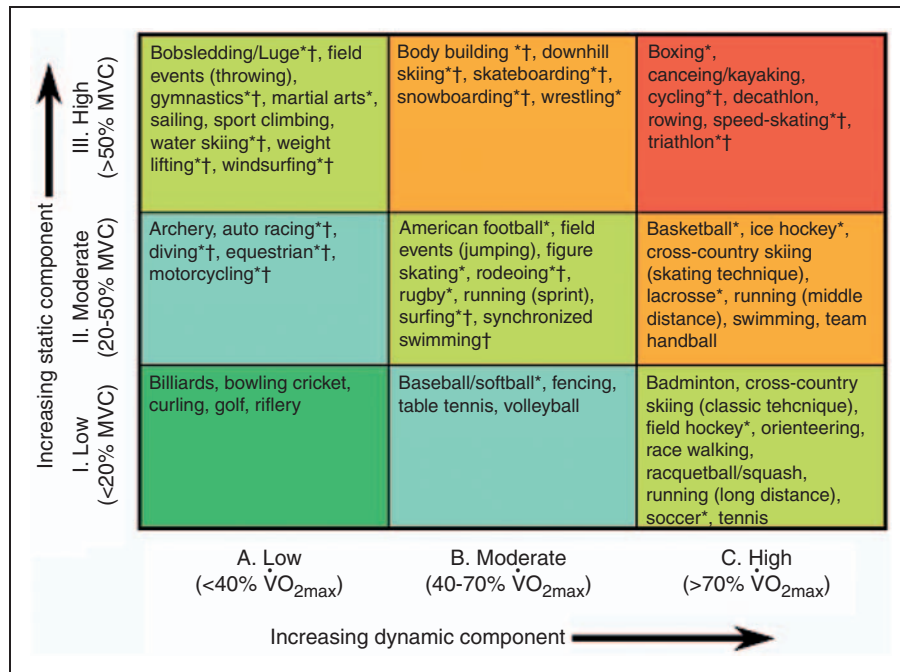 Increasing static component
III. High
(>50% MVC)
Bobsledding/Luge*†, field
events (throwing),
gymnastics*†, martial arts*,
sailing, sport climbing,
water skiing*†, weight
lifting*†, windsurfing*†
Body building *†, downhill
skiing*†, skateboarding*†,
snowboarding*†, wrestling*
Boxing*,
canceing/kayaking,
cycling*†, decathlon,
rowing, speed-skating*†,
triathlon*†
II. Moderate
(20-50% MVC)
Archery, auto racing*†,
diving*†, equestrian*†,
motorcycling*†
American football*, field
events (jumping), figure
skating*, rodeoing*†,
rugby*, running (sprint),
surfing*†, synchronized
swimming†
Basketball*, ice hockey*,
cross-country skiing
(skating technique),
lacrosse*, running (middle
distance), swimming, team
handball
I. Low
(<20% MVC)
Billiards, bowling cricket,
curling, golf, riflery
Baseball/softball*, fencing,
table tennis, volleyball
Badminton, cross-country
skiing (classic tehcnique),
field hockey*, orienteering,
race walking,
racquetball/squash,
running (long distance),
soccer*, tennis
A. Low
(<40% V̇O2max)
B. Moderate
(40-70% V̇O2max)
C. High
(>70% V̇O2max)
Increasing dynamic component